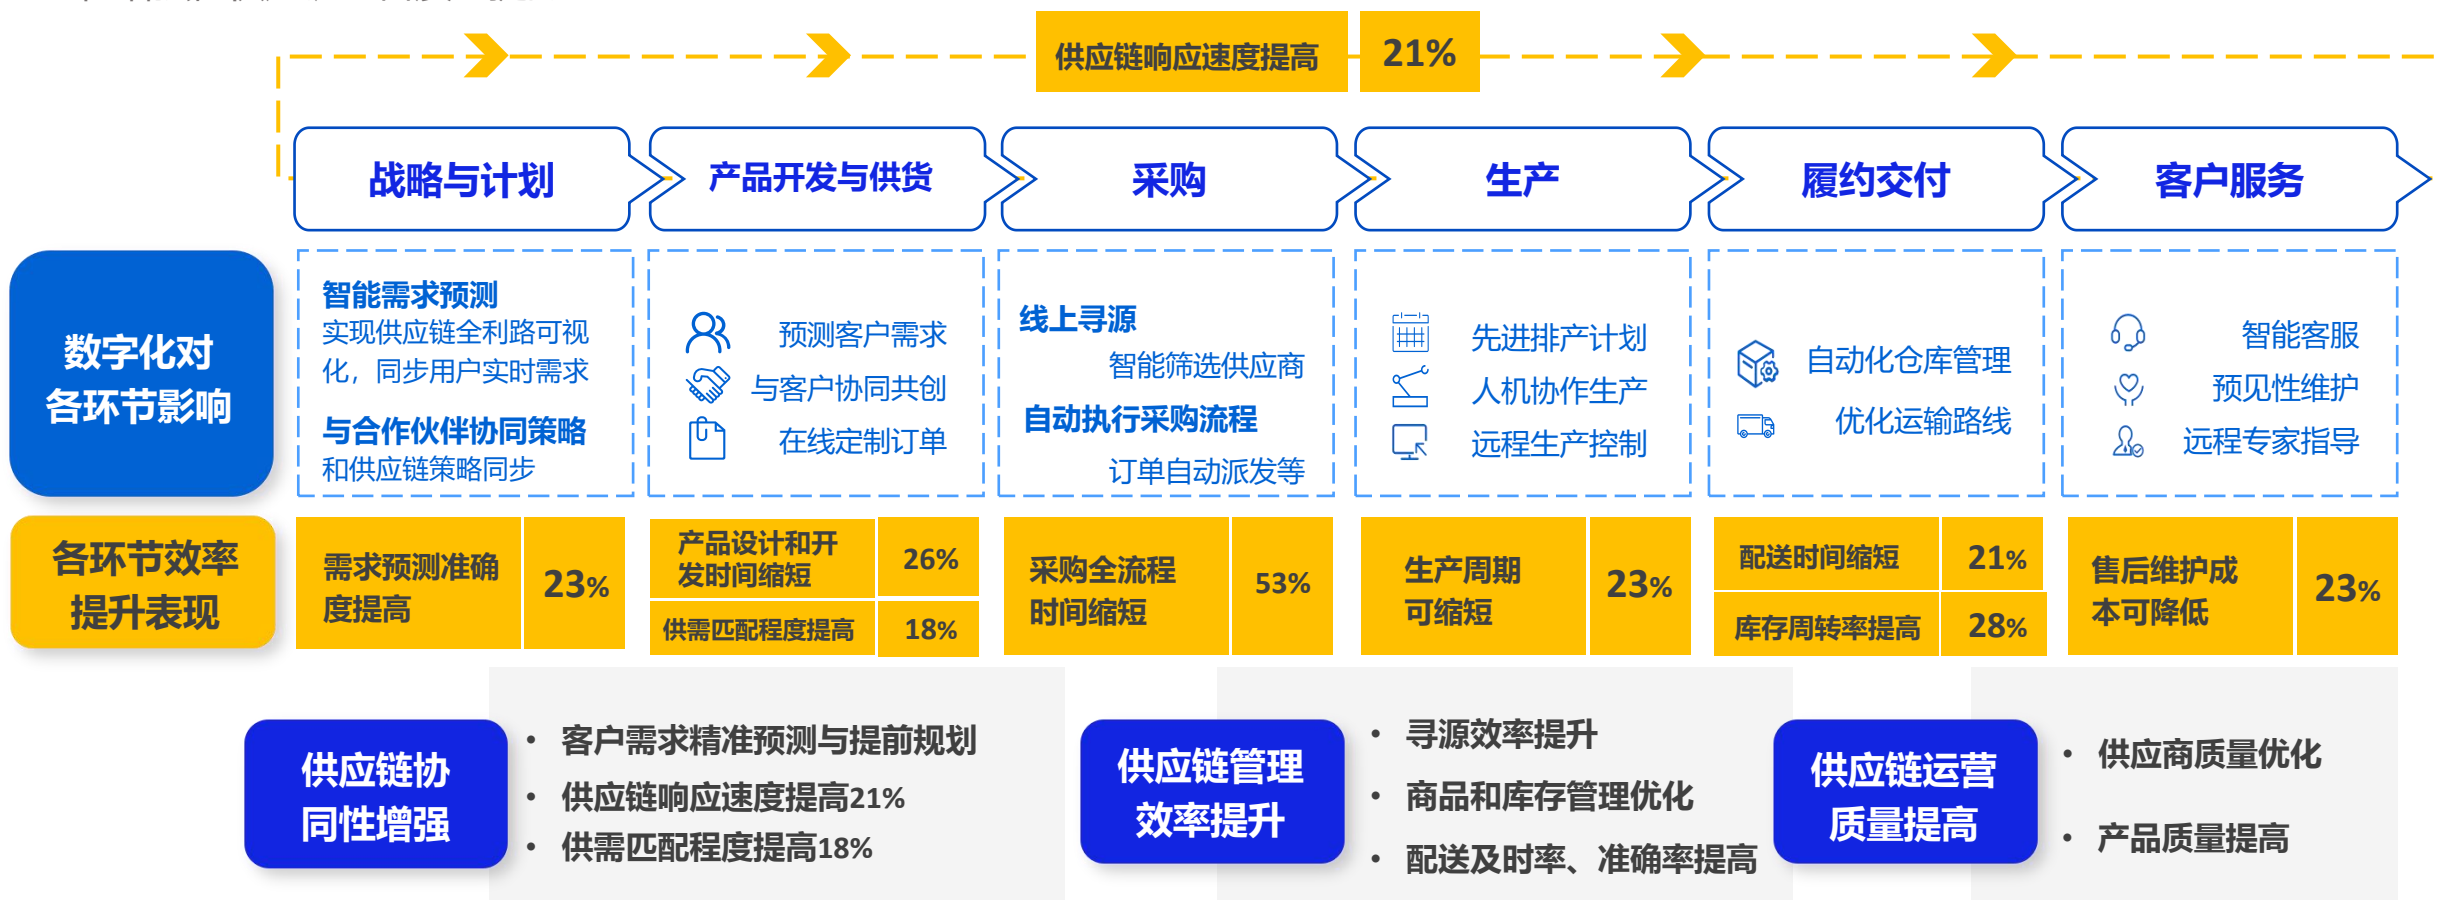 供应链响应速度提高 21%
战略与计划
产品开发与供货
采购
生产
履约交付
客户服务
数字化对
各环节影响
智能需求预测
实现供应链全利路可视
化，同步用户实时需求
与合作伙伴协同策略
和供应链策略同步
预测客户需求
与客户协同共创
在线定制订单
线上寻源
智能筛选供应商
自动执行采购流程
订单自动派发等
先进排产计划
人机协作生产
远程生产控制
自动化仓库管理
优化运输路线
智能客服
预见性维护
远程专家指导
各环节效率
提升表现
需求预测准确
度提高
23%
产品设计和开
发时间缩短
26%
供需匹配程度提高 18%
采购全流程
时间缩短
53%
生产周期
可缩短
23%
配送时间缩短 21%
库存周转率提高 28%
售后维护成
本可降低
23%
供应链协
同性增强
• 客户需求精准预测与提前规划
• 供应链响应速度提高21%
• 供需匹配程度提高18%
供应链管理
效率提升
• 寻源效率提升
• 商品和库存管理优化
• 配送及时率、准确率提高
供应链运营
质量提高
• 供应商质量优化
• 产品质量提高